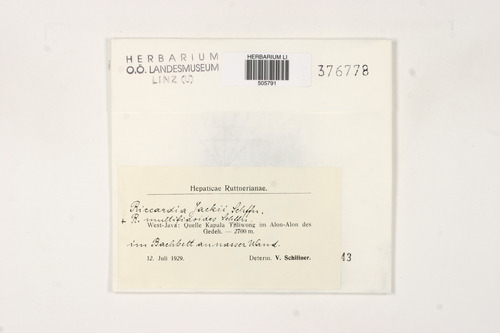 HERBARIUM
O.Ö. LANDESMUSEUM
LINZ (J)
HERBARIUM LI
505791
376778
Hepaticae Ruttnerianae.
Riccardia Jackii Schffn.
+ R. multifidoides Schffn.
West-Java: Quelle Kapala Tjiliwong im Alon-Alon des
Gedeh. — 2700 m.
im Bachbett an nasser Wand.
12. Juli 1929.
Determ. V. Schiffner.
43